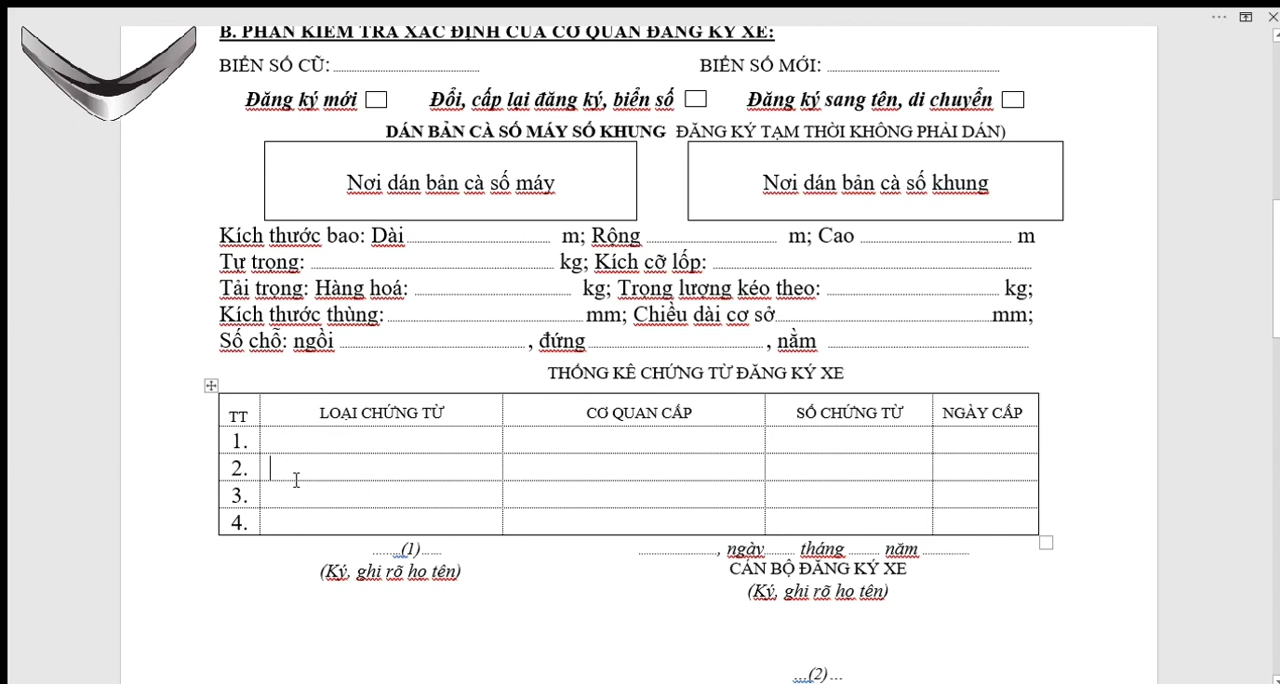 B. PHẦN KIỂM TRA XÁC ĐỊNH CỦA CƠ QUAN ĐĂNG KÝ XE:
BIỂN SỐ CŨ: BIỂN SỐ MỚI:
Đăng ký mới Đổi, cấp lại đăng ký, biển số Đăng ký sang tên, di chuyển
DÁN BẢN CÀ SỐ MÁY SỐ KHUNG ĐĂNG KÝ TẠM THỜI KHÔNG PHẢI DÁN)
Nơi dán bản cà số máy Nơi dán bản cà số khung
Kích thước bao: Dài m; Rộng m; Cao m
Tự trọng: kg; Kích cỡ lốp:
Tải trọng: Hàng hoá: kg; Trọng lượng kéo theo: kg;
Kích thước thùng: mm; Chiều dài cơ sở mm;
Số chỗ: ngồi , đứng , nằm
THỐNG KÊ CHỨNG TỪ ĐĂNG KÝ XE
TT LOẠI CHỨNG TỪ CƠ QUAN CẤP SỐ CHỨNG TỪ NGÀY CẤP
1.
2.
3.
4.
........(1)...... , ngày tháng năm
CÁN BỘ ĐĂNG KÝ XE
(Ký, ghi rõ họ tên) (Ký, ghi rõ họ tên)
....(2)...